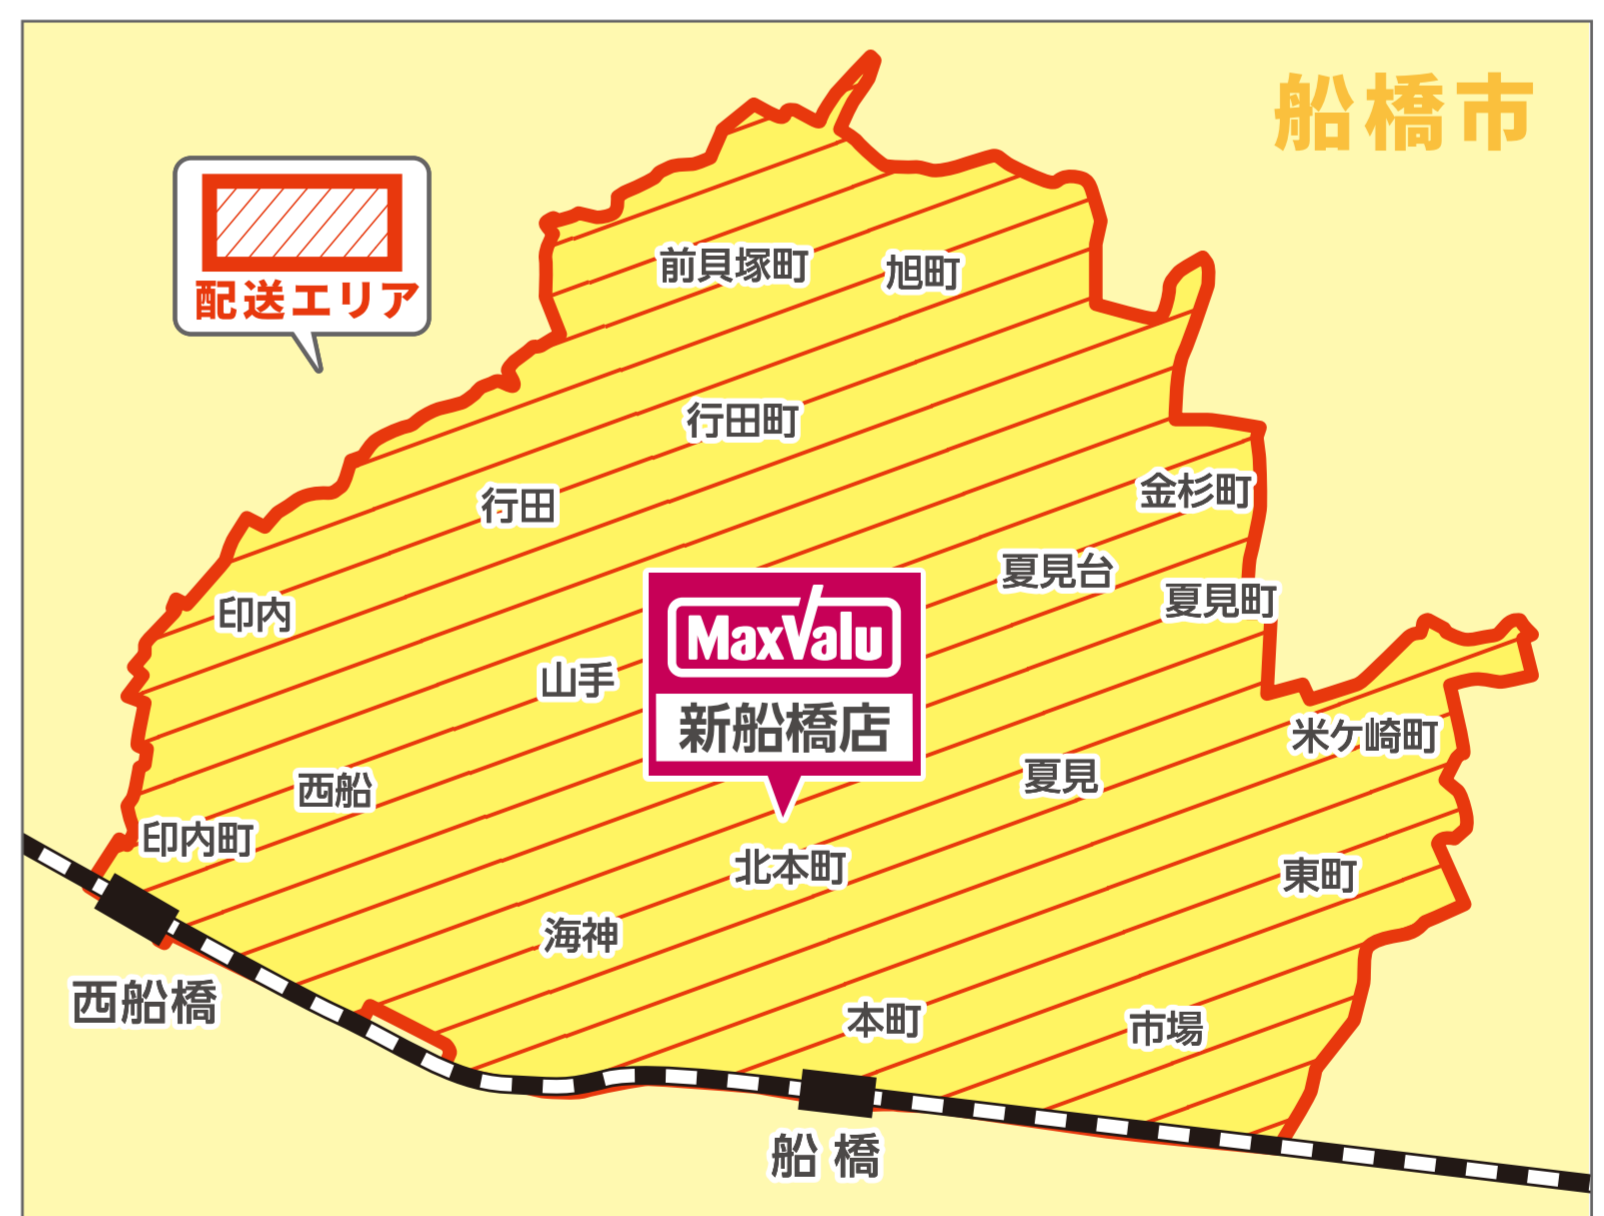 船橋市
配送エリア
前貝塚町
旭町
行田町
行田
金杉町
夏見台
夏見町
印内
MaxValu
新船橋店
山手
米ケ崎町
夏見
西船
印内町
北本町
東町
海神
本町
市場
西船橋
船橋